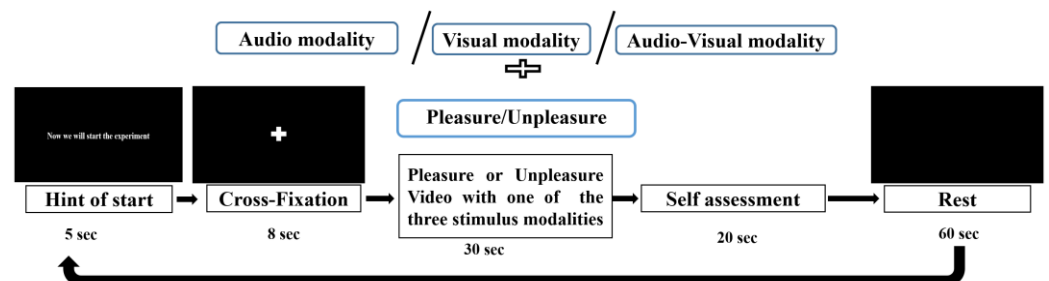 Audio modality / Visual modality / Audio-Visual modality
Pleasure/Unpleasure
Now we will start the experiment
Hint of start
Cross-Fixation
Pleasure or Unpleasure
Video with one of the
three stimulus modalities
Self assessment
Rest
5 sec
8 sec
30 sec
20 sec
60 sec